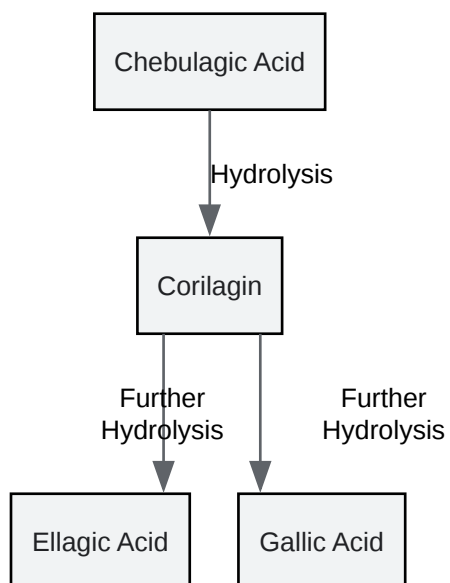 Chebulagic Acid
Hydrolysis
Corilagin
Further
Hydrolysis
Further
Hydrolysis
Ellagic Acid
Gallic Acid